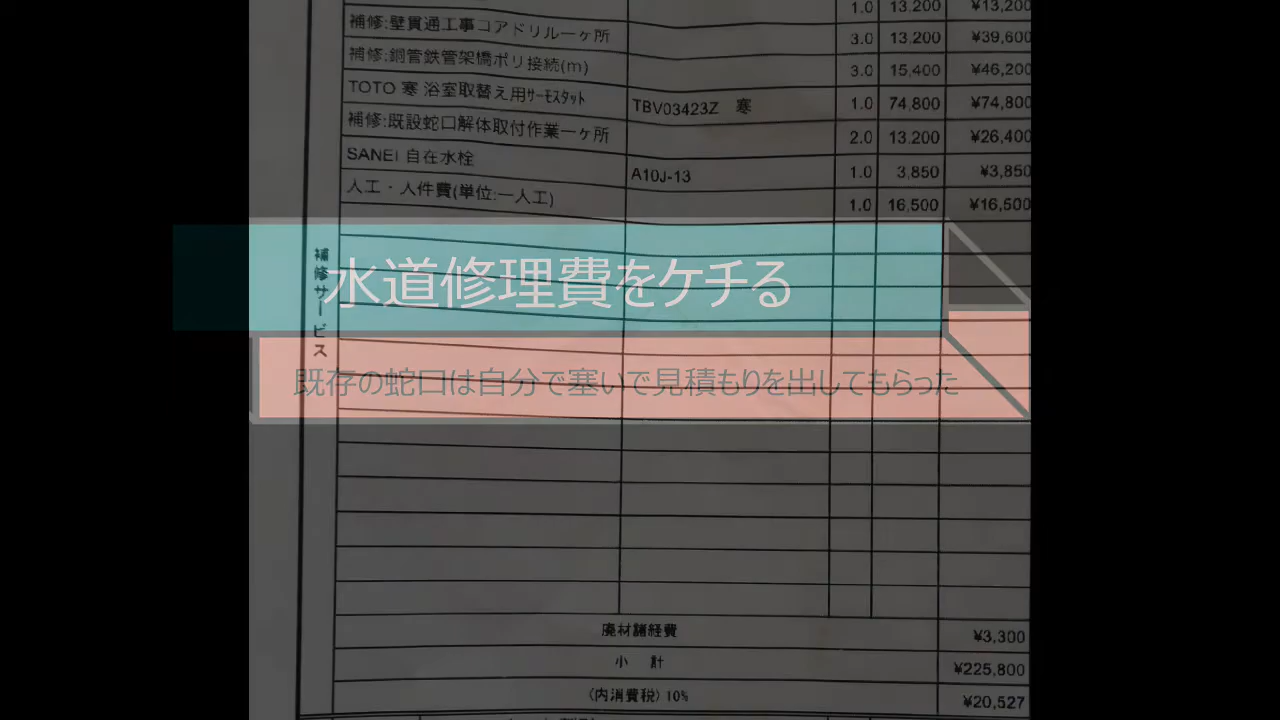 1.0 13,200 ¥13,200
補修:壁貫通工事コアドリル一ヶ所 3.0 13,200 ¥39,600
補修:銅管鉄管架橋ポリ接続(m) 3.0 15,400 ¥46,200
TOTO 寒 浴室取替え用サーモスタット TBV03423Z 寒 1.0 74,800 ¥74,800
補修:既設蛇口解体取付作業一ヶ所 2.0 13,200 ¥26,400
SANEI 自在水栓 A10J-13 1.0 3,850 ¥3,850
人工・人件費(単位:一人工) 1.0 16,500 ¥16,500
補修サービス
水道修理費をケチる
既存の蛇口は自分で塞いで見積もりを出してもらった
廃材諸経費 ¥3,300
小 計 ¥225,800
(内消費税) 10% ¥20,527